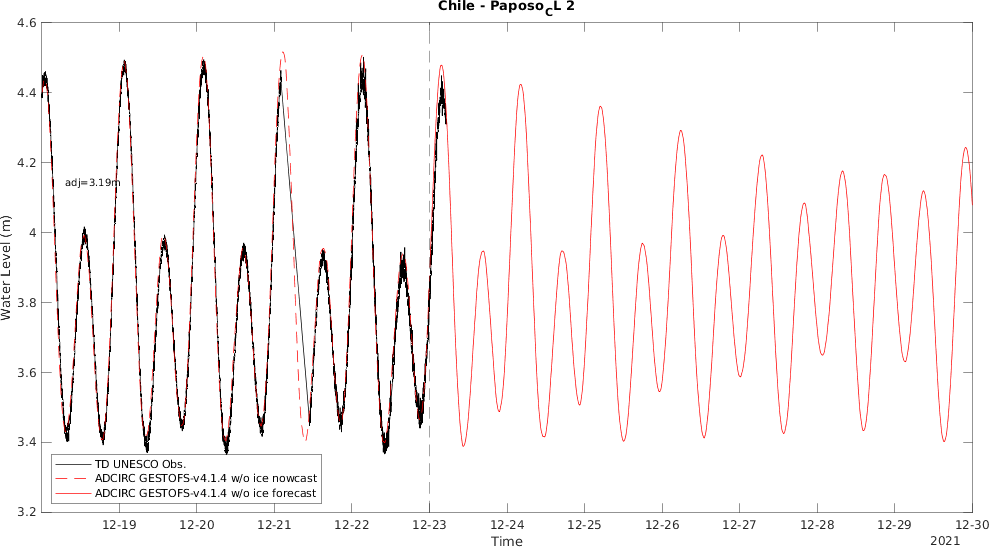 Chile - Paposo_CL 2
4.6
4.4
4.2
4
3.8
3.6
3.4
3.2
Water Level (m)
adj=3.19m
TD UNESCO Obs.
ADCIRC GESTOFS-v4.1.4 w/o ice nowcast
ADCIRC GESTOFS-v4.1.4 w/o ice forecast
12-19 12-20 12-21 12-22 12-23 12-24 12-25 12-26 12-27 12-28 12-29 12-30
Time
2021